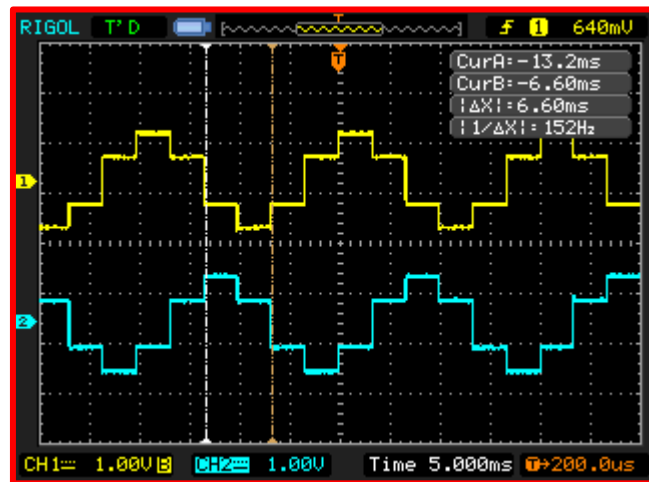 RIGOL T'D T f 1 640mV
T
CurA:-13.2ms
CurB:-6.60ms
|ΔX|:6.60ms
|1/ΔX|:152Hz
1
2
CH1 1.00V B CH2 1.00V Time 5.000ms T→200.0us